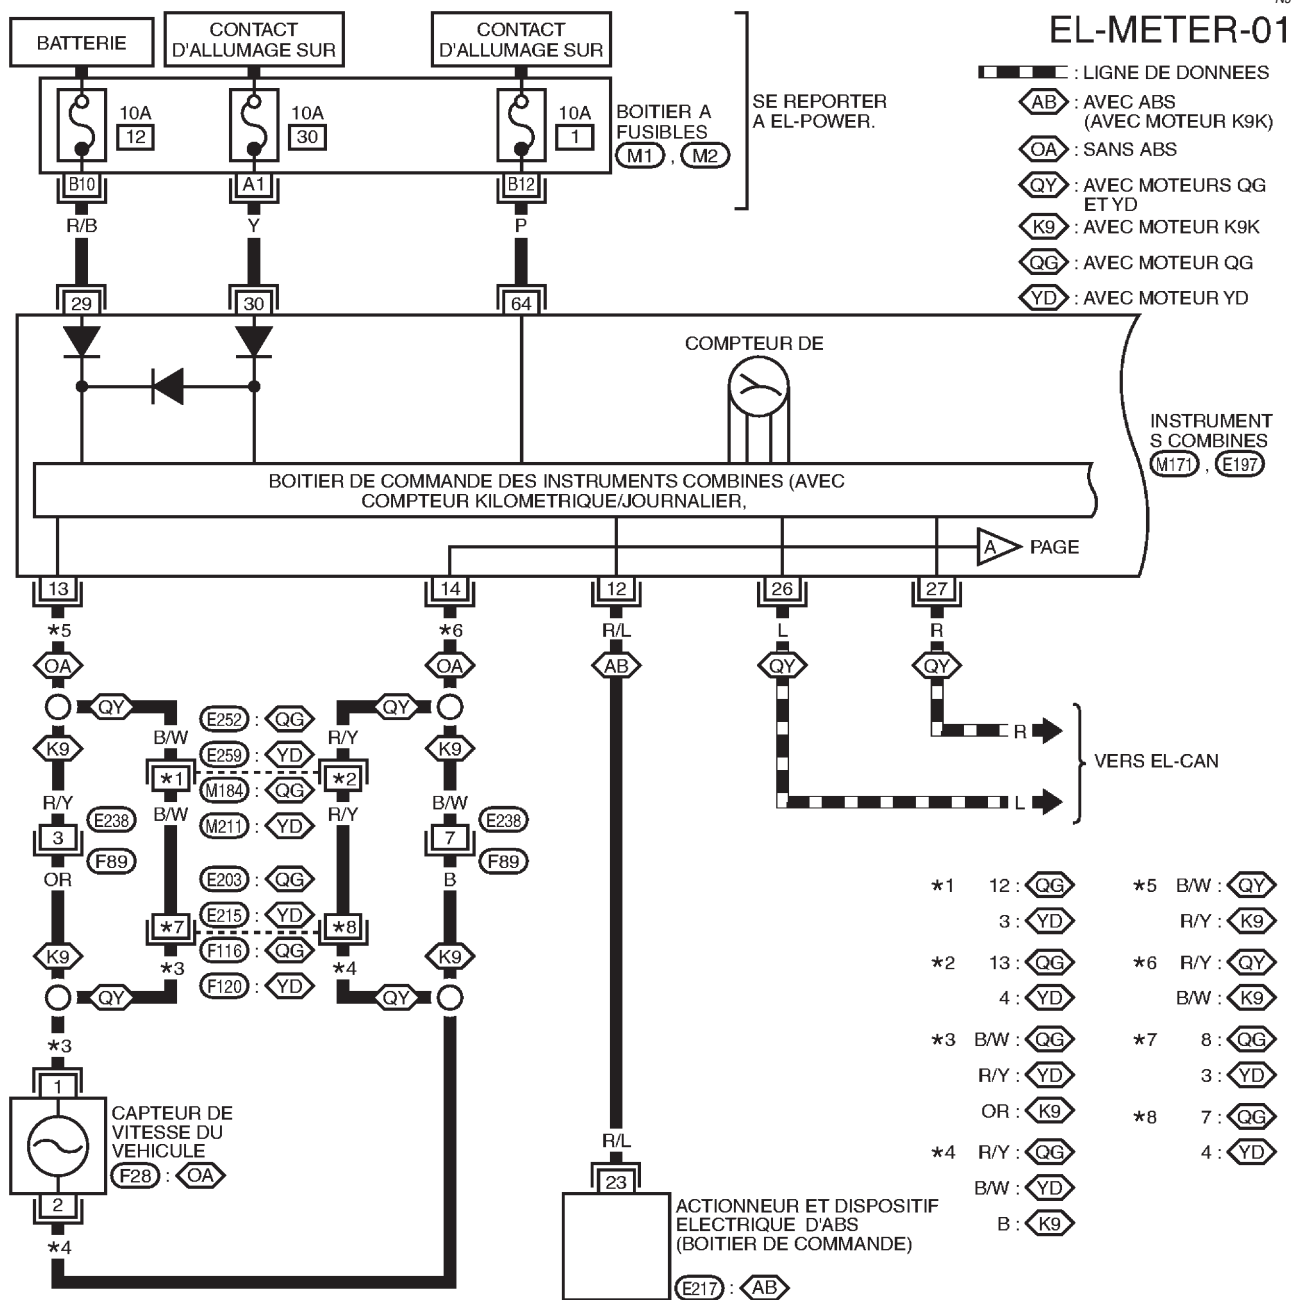 EL-METER-01
BATTERIE
CONTACT
D'ALLUMAGE SUR
CONTACT
D'ALLUMAGE SUR
10A
12
10A
30
10A
1
BOITIER A
FUSIBLES
M1 , M2
SE REPORTER
A EL-POWER.
: LIGNE DE DONNEES
AB : AVEC ABS
(AVEC MOTEUR K9K)
OA : SANS ABS
QY : AVEC MOTEURS QG
ET YD
K9 : AVEC MOTEUR K9K
QG : AVEC MOTEUR QG
YD : AVEC MOTEUR YD
B10 A1 B12
R/B Y P
29 30 64
COMPTEUR DE
INSTRUMENT
S COMBINES
M171 , E197
BOITIER DE COMMANDE DES INSTRUMENTS COMBINES (AVEC
COMPTEUR KILOMETRIQUE/JOURNALIER,
A PAGE
13 14 12 26 27
*5 *6 R/L L R
OA OA AB QY QY
QY QY
K9 B/W R/Y K9
E252 : QG
E259 : YD
*1 *2
M184 : QG
M211 : YD
R/Y B/W R/Y B/W
3 E238 7 E238
F89 F89
OR B
E203 : QG
E215 : YD
*7 *8
F116 : QG
F120 : YD
K9 *3 *4 K9
QY QY
R
L
VERS EL-CAN
*3
1
CAPTEUR DE
VITESSE DU
VEHICULE
F28 : OA
2
*4
R/L
23
ACTIONNEUR ET DISPOSITIF
ELECTRIQUE D'ABS
(BOITIER DE COMMANDE)
E217 : AB
*1 12 : QG
3 : YD
*2 13 : QG
4 : YD
*3 B/W : QG
R/Y : YD
OR : K9
*4 R/Y : QG
B/W : YD
B : K9
*5 B/W : QY
R/Y : K9
*6 R/Y : QY
B/W : K9
*7 8 : QG
3 : YD
*8 7 : QG
4 : YD